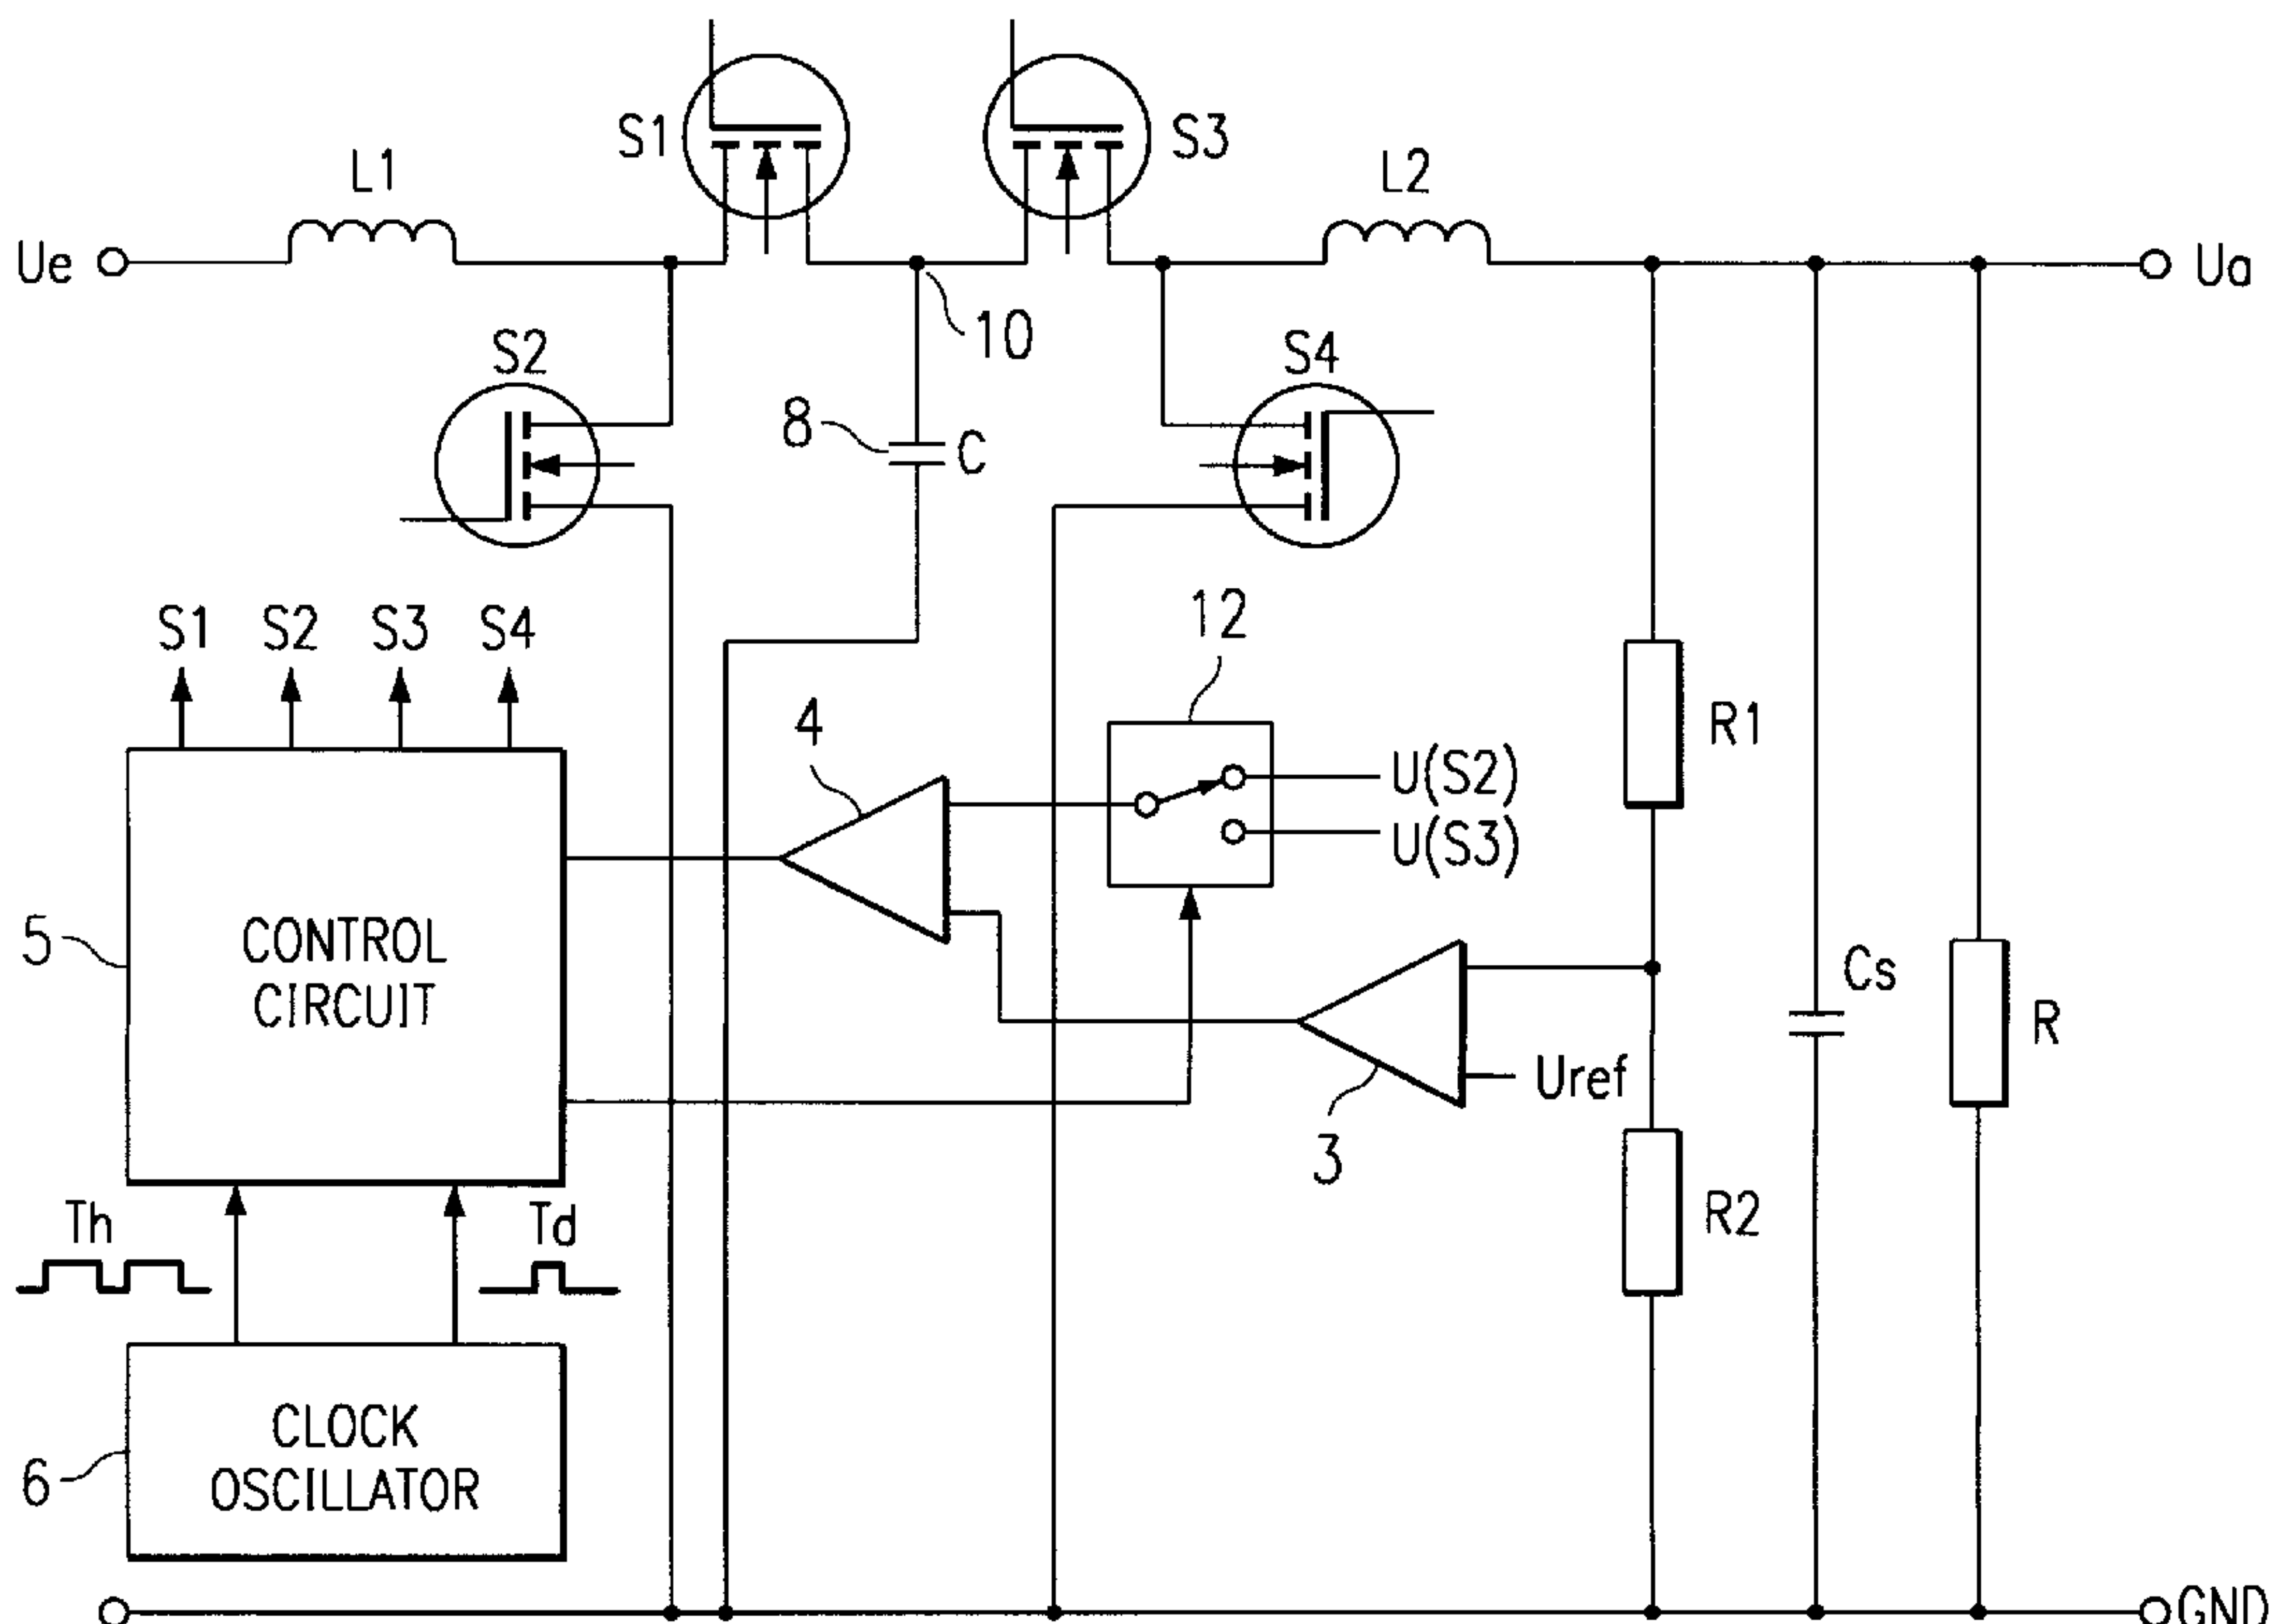 S1
S3
L1
L2
Ue
Ua
10
S2
S4
8
C
S1 S2 S3 S4
12
4
R1
U(S2)
U(S3)
5
CONTROL
CIRCUIT
Cs
R
Uref
3
Th
Td
R2
CLOCK
OSCILLATOR
6
GND